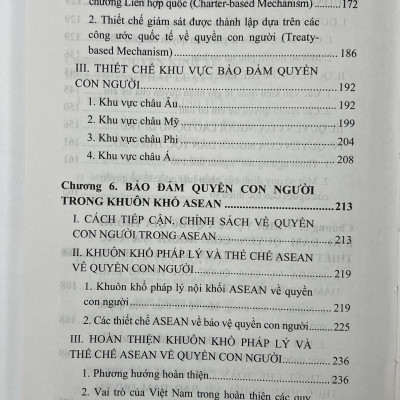 chương Liên hợp quốc (Charter-based Mechanism)..........172
2. Thiết chế giám sát được thành lập dựa trên các
công ước quốc tế về quyền con người (Treaty-
based Mechanism)..........186
III. THIẾT CHẾ KHU VỰC BẢO ĐẢM QUYỀN
CON NGƯỜI..........192
1. Khu vực châu Âu..........192
2. Khu vực châu Mỹ..........199
3. Khu vực châu Phi..........204
4. Khu vực châu Á..........208
Chương 6. BẢO ĐẢM QUYỀN CON NGƯỜI
TRONG KHUÔN KHỔ ASEAN..........213
I. CÁCH TIẾP CẬN, CHÍNH SÁCH VỀ QUYỀN
CON NGƯỜI TRONG ASEAN..........213
II. KHUÔN KHỔ PHÁP LÝ VÀ THỂ CHẾ ASEAN
VỀ QUYỀN CON NGƯỜI..........219
1. Khuôn khổ pháp lý nội khối ASEAN về quyền
con người..........219
2. Các thiết chế ASEAN về bảo vệ quyền con người..........225
III. HOÀN THIỆN KHUÔN KHỔ PHÁP LÝ VÀ
THỂ CHẾ ASEAN VỀ QUYỀN CON NGƯỜI..........236
1. Phương hướng hoàn thiện..........236
2. Vai trò của Việt Nam trong hoàn thiện các quy